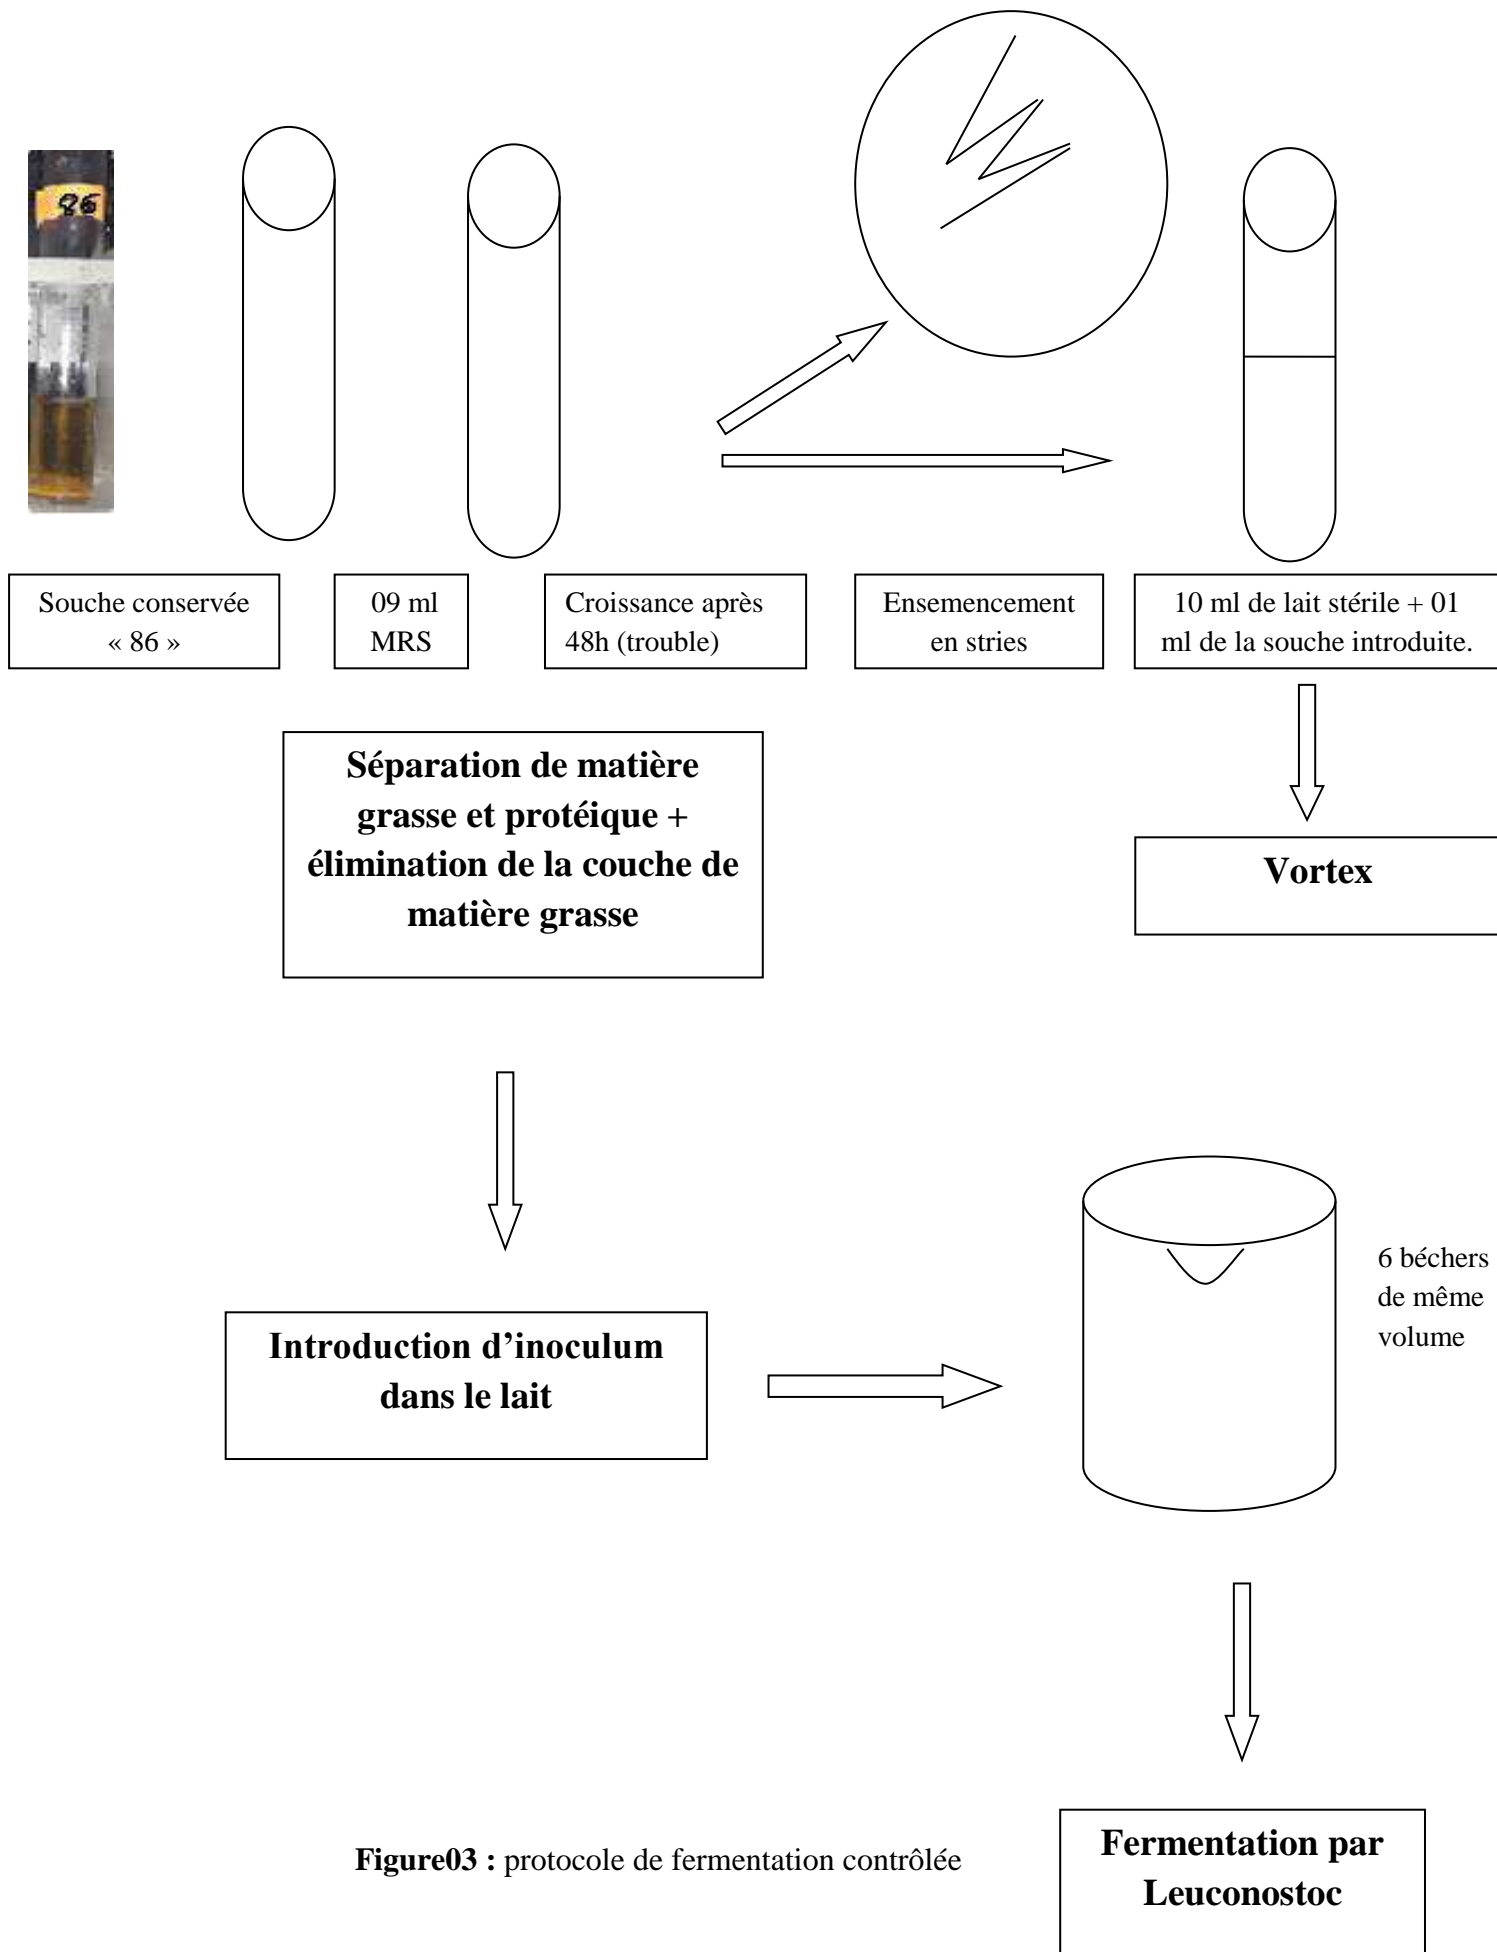 86
Souche conservée
« 86 »
09 ml
MRS
Croissance après
48h (trouble)
Ensemencement
en stries
10 ml de lait stérile + 01
ml de la souche introduite.
Séparation de matière
grasse et protéique +
élimination de la couche de
matière grasse
Vortex
Introduction d’inoculum
dans le lait
6 béchers
de même
volume
Fermentation par
Leuconostoc
Figure03 : protocole de fermentation contrôlée